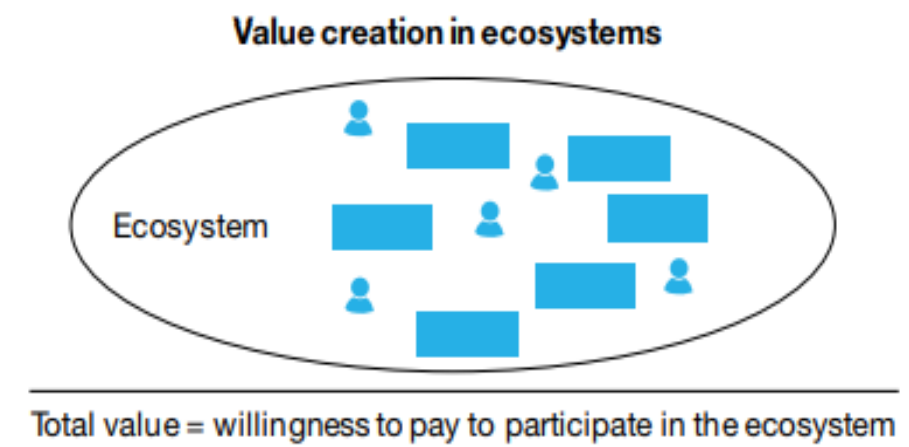 Value creation in ecosystems
Ecosystem
Total value = willingness to pay to participate in the ecosystem